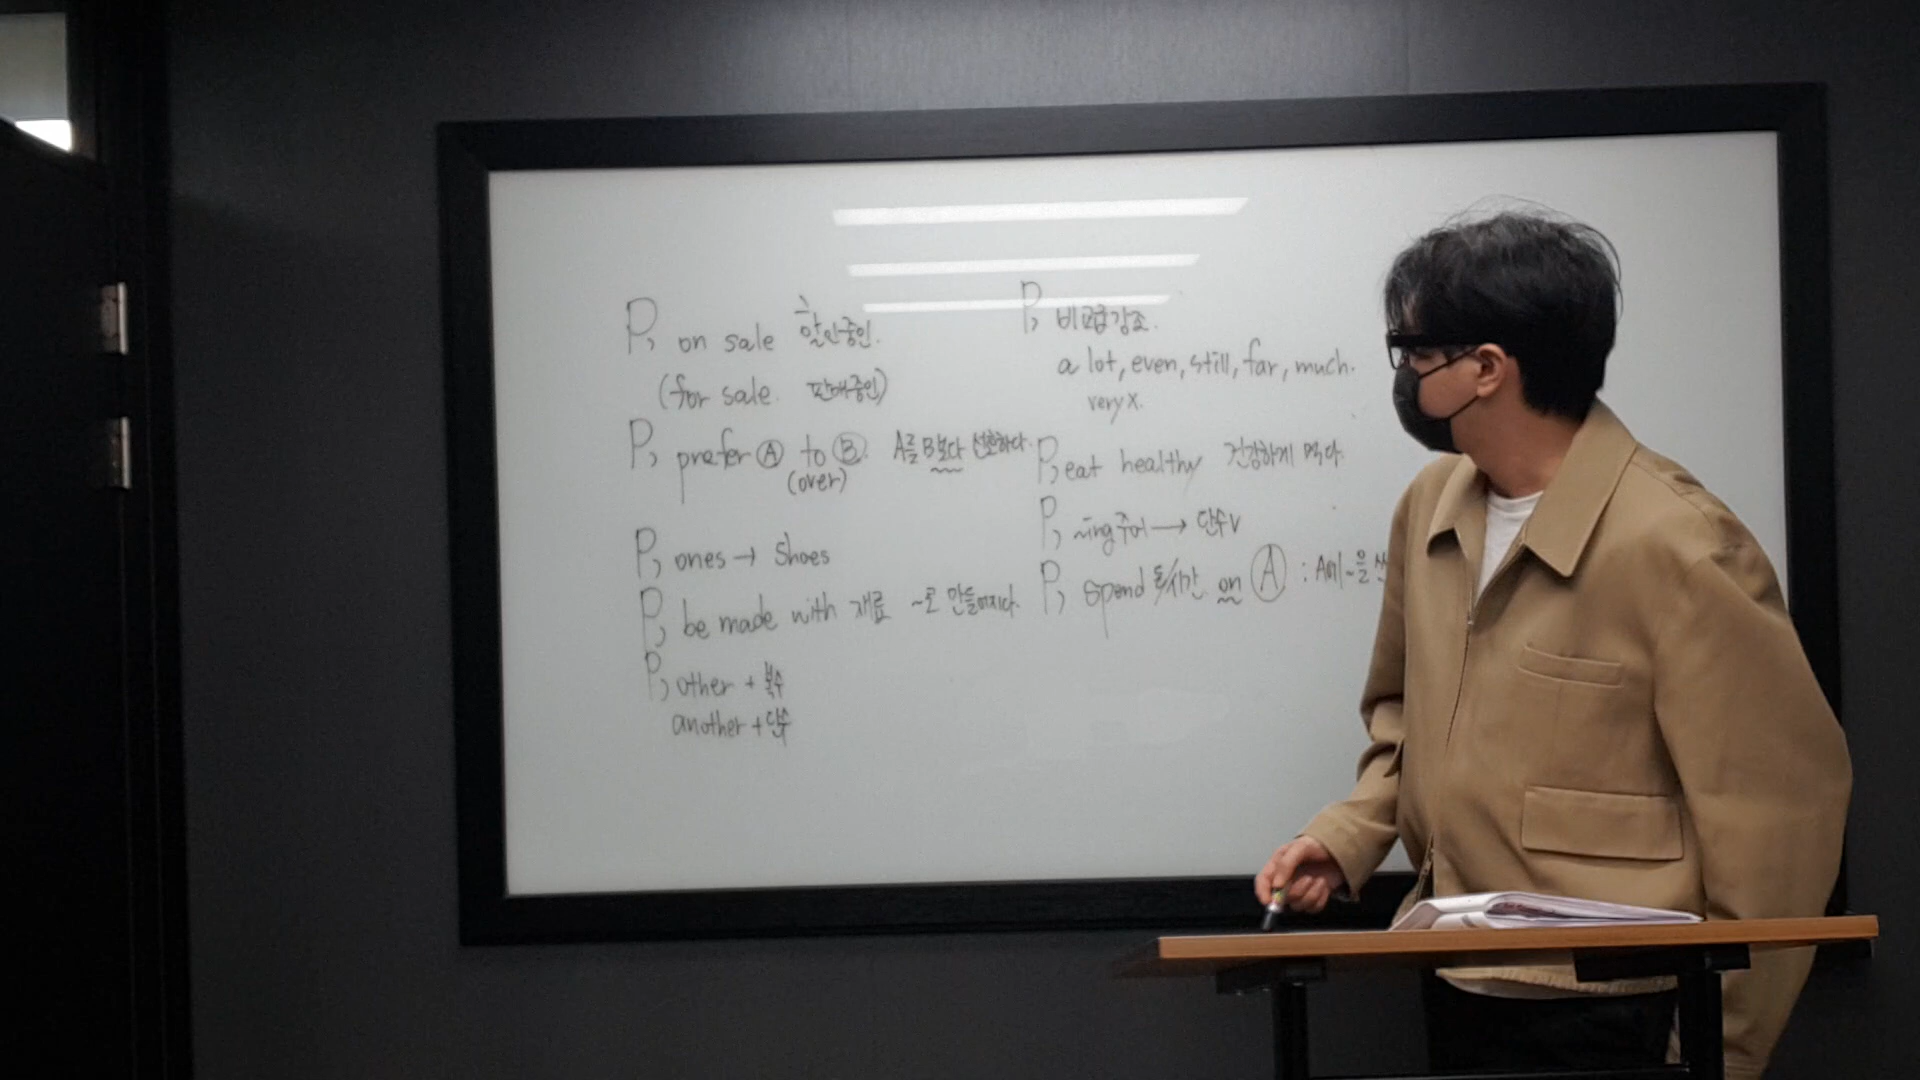 P, on sale 할인중인.
(for sale. 판매중인)
P, prefer Ⓐ to Ⓑ. A를 B보다 선호하다.
(over)
P, ones → shoes
P, be made with 재료 ~로 만들어지다.
P, other + 복수
another + 단수
P, 비교급강조.
a lot, even, still, far, much.
very X.
P, eat healthy 건강하게 먹다.
P, ~ing주어 → 단수V
P, spend 돈/시간 on Ⓐ : A에 ~을